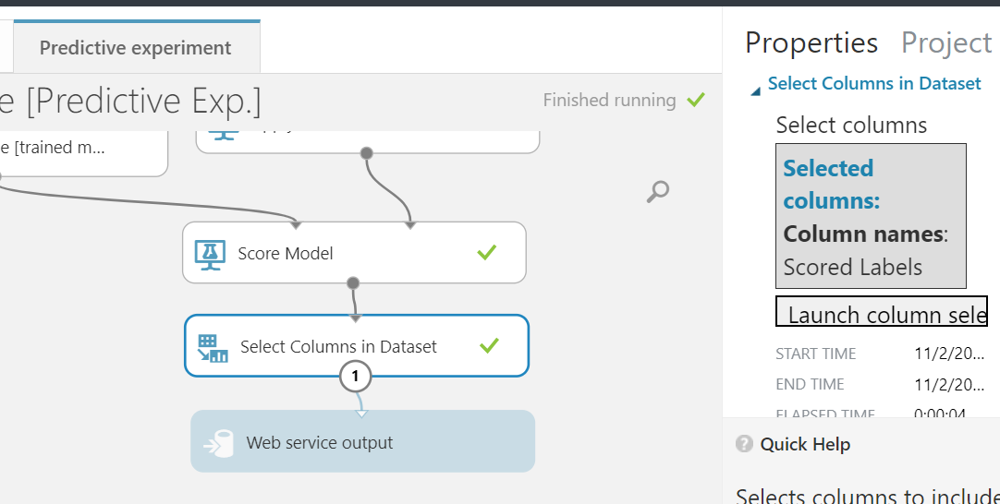 Predictive experiment
e [Predictive Exp.]
Finished running
e [trained m...
Score Model
Select Columns in Dataset
1
Web service output
Properties Project
Select Columns in Dataset
Select columns
Selected
columns:
Column names:
Scored Labels
Launch column sele
START TIME 11/2/20...
END TIME 11/2/20...
ELAPSED TIME 0:00:04
? Quick Help
Selects columns to include